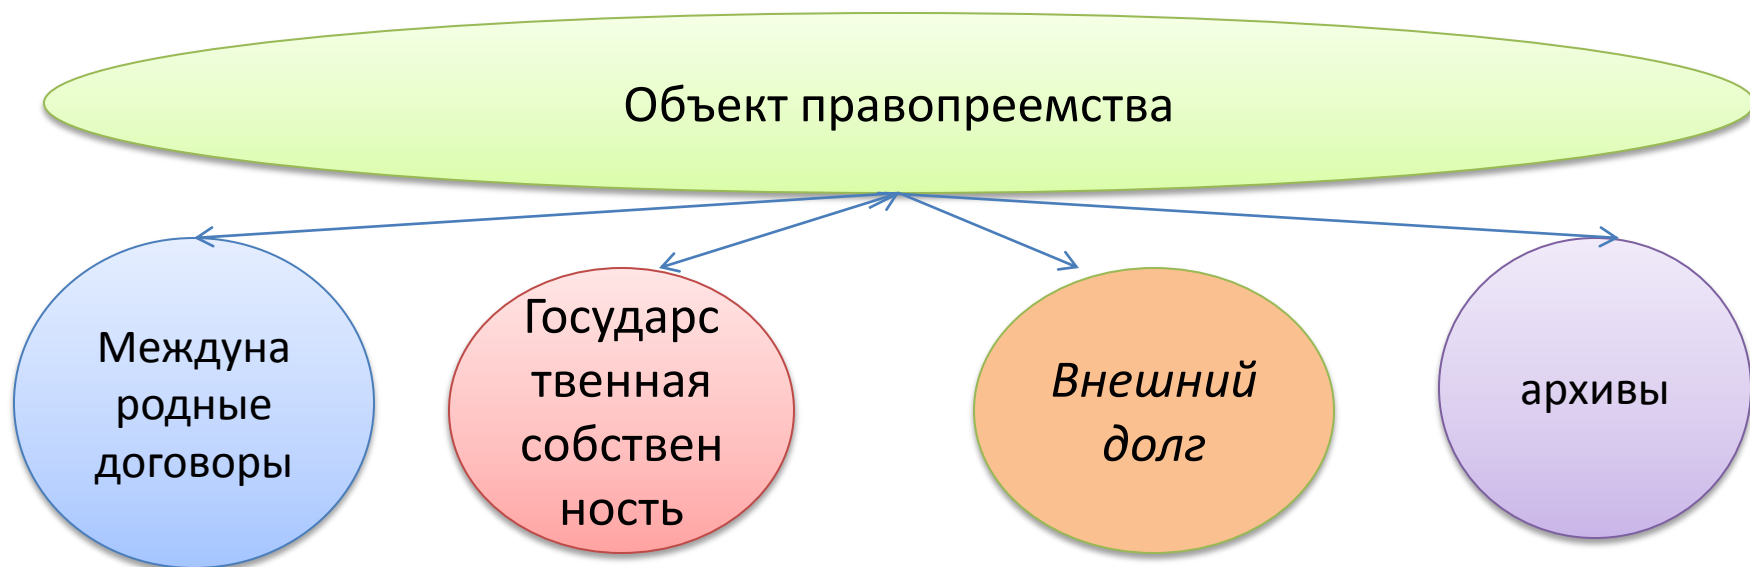 Объект правопреемства
Междуна
родные
договоры
Государс
твенная
собствен
ность
Внешний
долг
архивы